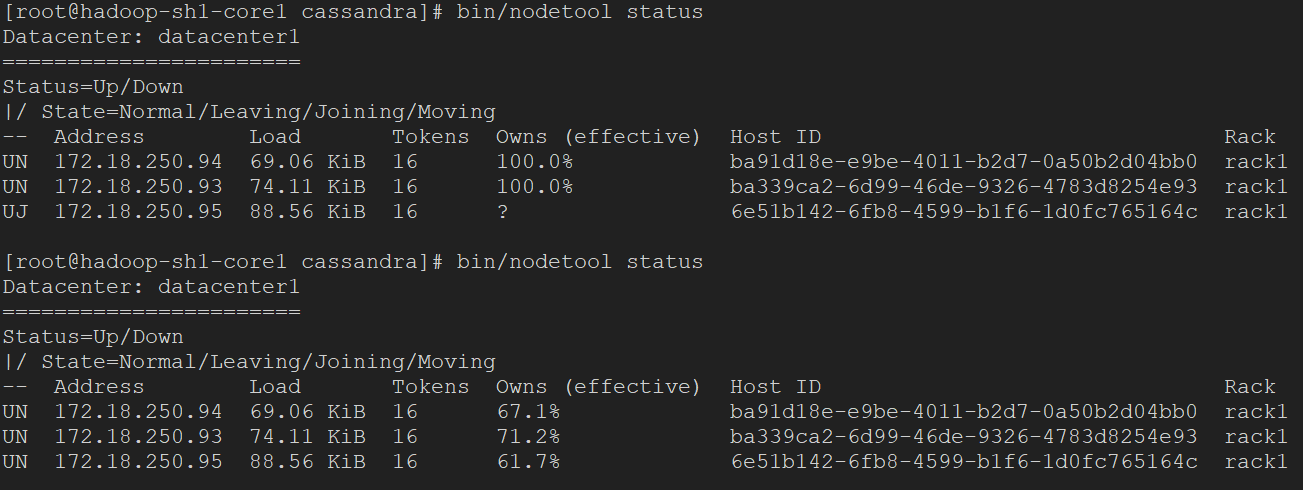 [root@hadoop-sh1-core1 cassandra]# bin/nodetool status
Datacenter: datacenter1
=======================
Status=Up/Down
|/ State=Normal/Leaving/Joining/Moving
--  Address        Load       Tokens  Owns (effective)  Host ID                               Rack
UN  172.18.250.94  69.06 KiB  16      100.0%            ba91d18e-e9be-4011-b2d7-0a50b2d04bb0  rack1
UN  172.18.250.93  74.11 KiB  16      100.0%            ba339ca2-6d99-46de-9326-4783d8254e93  rack1
UJ  172.18.250.95  88.56 KiB  16      ?                 6e51b142-6fb8-4599-b1f6-1d0fc765164c  rack1
[root@hadoop-sh1-core1 cassandra]# bin/nodetool status
Datacenter: datacenter1
=======================
Status=Up/Down
|/ State=Normal/Leaving/Joining/Moving
--  Address        Load       Tokens  Owns (effective)  Host ID                               Rack
UN  172.18.250.94  69.06 KiB  16      67.1%             ba91d18e-e9be-4011-b2d7-0a50b2d04bb0  rack1
UN  172.18.250.93  74.11 KiB  16      71.2%             ba339ca2-6d99-46de-9326-4783d8254e93  rack1
UN  172.18.250.95  88.56 KiB  16      61.7%             6e51b142-6fb8-4599-b1f6-1d0fc765164c  rack1